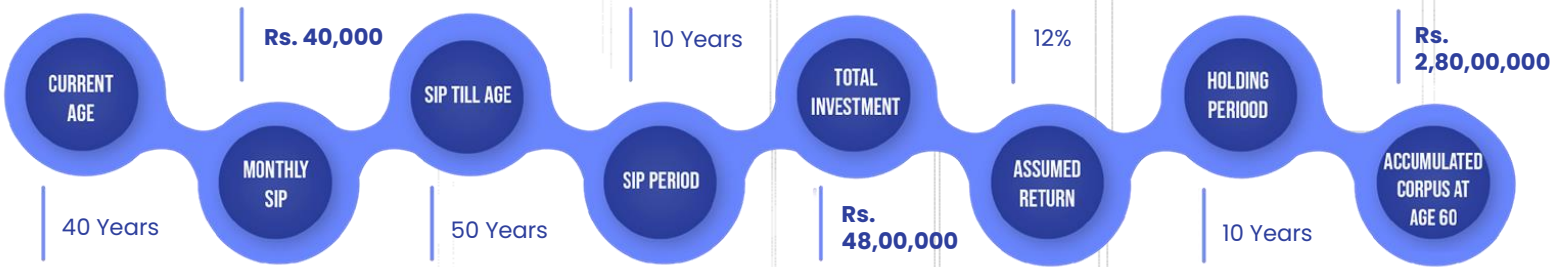 CURRENT
AGE
40 Years
Rs. 40,000
MONTHLY
SIP
SIP TILL AGE
50 Years
10 Years
SIP PERIOD
TOTAL
INVESTMENT
Rs.
48,00,000
12%
ASSUMED
RETURN
HOLDING
PERIOOD
10 Years
Rs.
2,80,00,000
ACCUMULATED
CORPUS AT
AGE 60